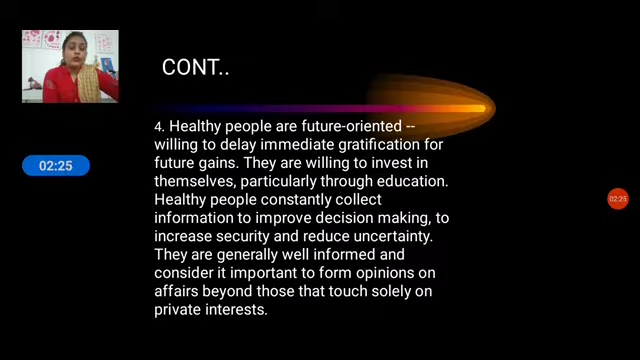 CONT..
02:25
4. Healthy people are future-oriented --
willing to delay immediate gratification for
future gains. They are willing to invest in
themselves, particularly through education.
Healthy people constantly collect
information to improve decision making, to
increase security and reduce uncertainty.
They are generally well informed and
consider it important to form opinions on
affairs beyond those that touch solely on
private interests.
02:25